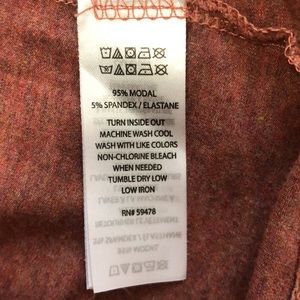 95% MODAL
5% SPANDEX / ELASTANE
TURN INSIDE OUT
MACHINE WASH COOL
WASH WITH LIKE COLORS
NON-CHLORINE BLEACH
WHEN NEEDED
TUMBLE DRY LOW
LOW IRON
RN# 59478